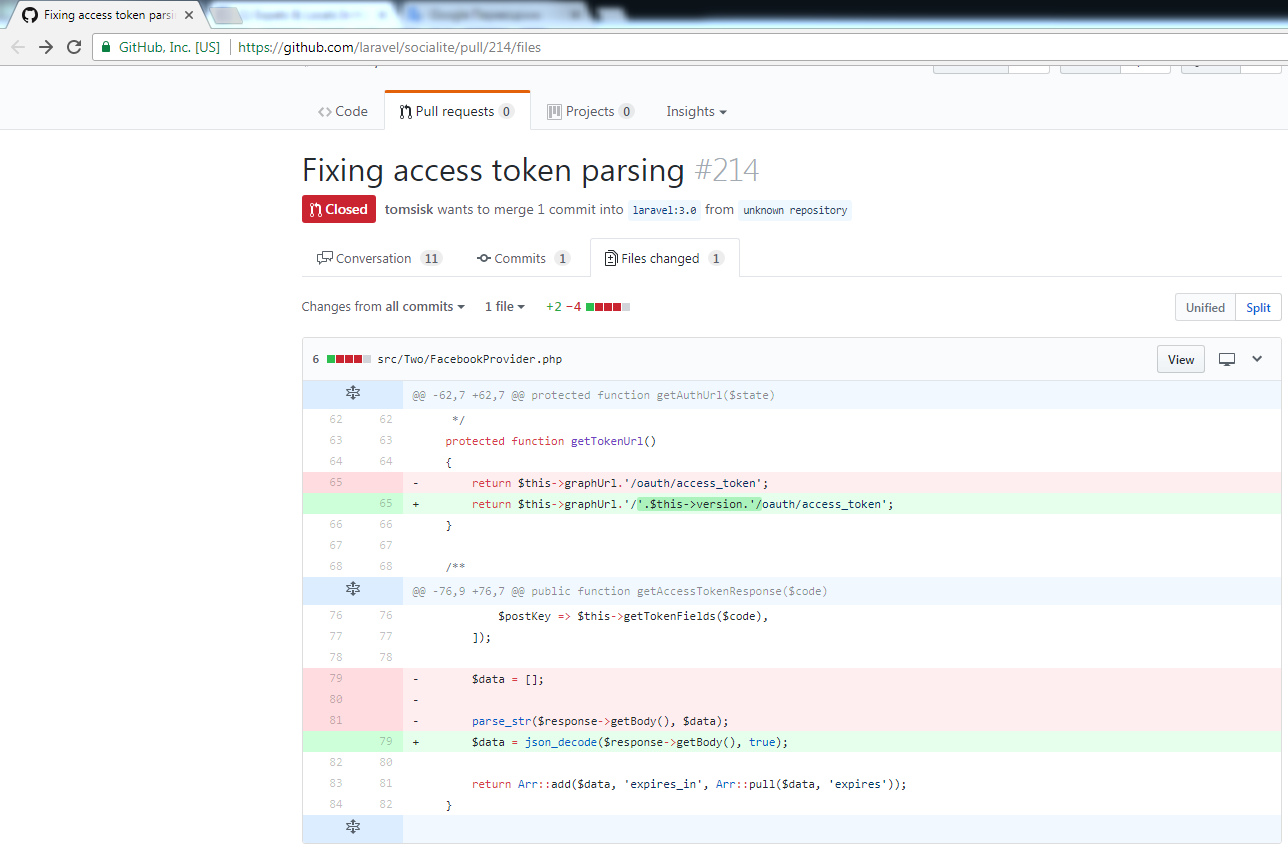 Fixing access token parsi
GitHub, Inc. [US] https://github.com/laravel/socialite/pull/214/files
Code Pull requests 0 Projects 0 Insights
Fixing access token parsing #214
Closed tomsisk wants to merge 1 commit into laravel:3.0 from unknown repository
Conversation 11 Commits 1 Files changed 1
Changes from all commits 1 file +2 −4 Unified Split
6 src/Two/FacebookProvider.php View
@@ -62,7 +62,7 @@ protected function getAuthUrl($state)
62 62 */
63 63 protected function getTokenUrl()
64 64 {
65 - return $this->graphUrl.'/oauth/access_token';
65 + return $this->graphUrl.'/'.$this->version.'/oauth/access_token';
66 66 }
67 67
68 68 /**
@@ -76,9 +76,7 @@ public function getAccessTokenResponse($code)
76 76 $postKey => $this->getTokenFields($code),
77 77 ]);
78 78
79 - $data = [];
80 -
81 - parse_str($response->getBody(), $data);
79 + $data = json_decode($response->getBody(), true);
82 80
83 81 return Arr::add($data, 'expires_in', Arr::pull($data, 'expires'));
84 82 }